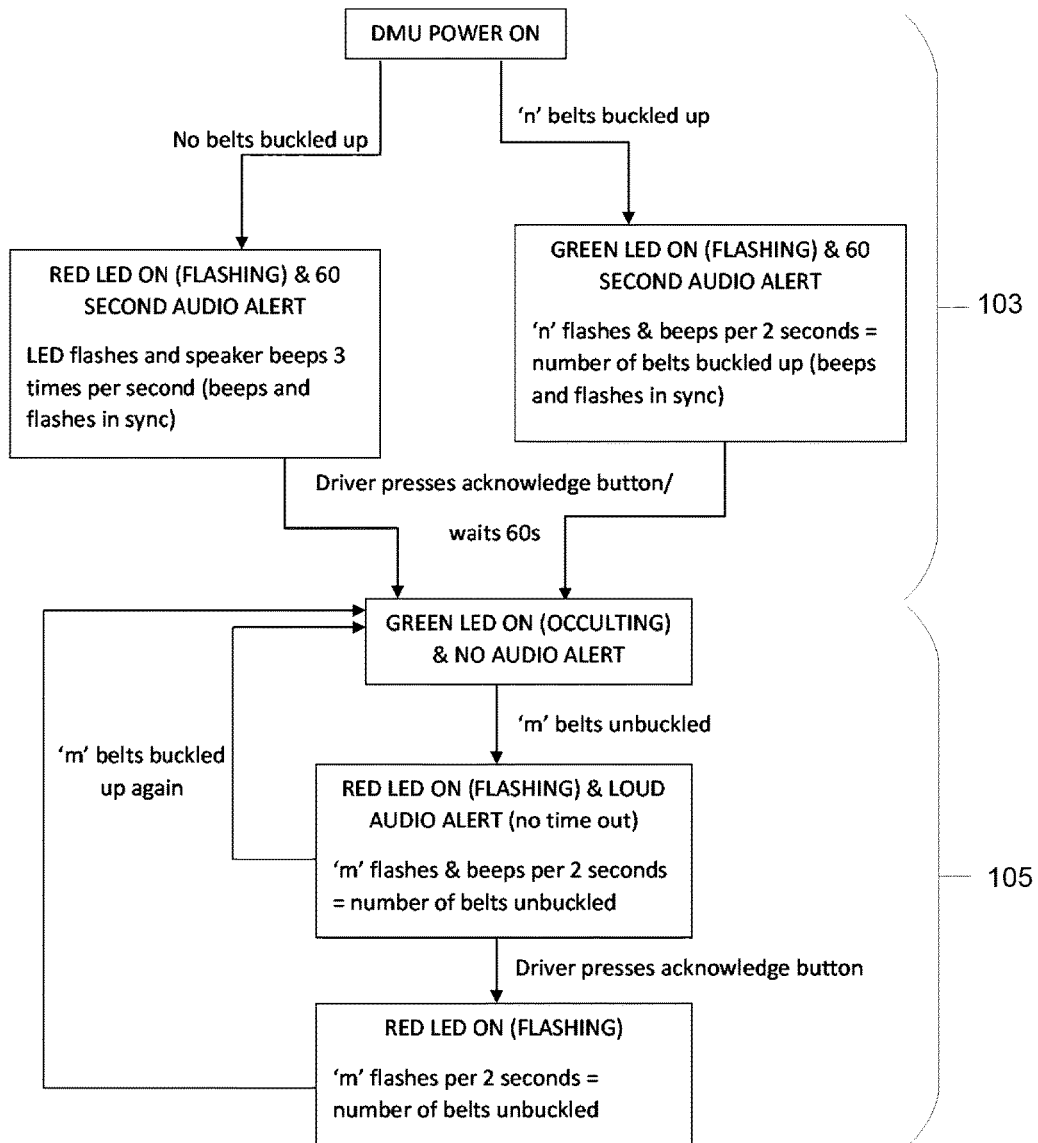 DMU POWER ON
No belts buckled up
‘n’ belts buckled up
RED LED ON (FLASHING) & 60
SECOND AUDIO ALERT
LED flashes and speaker beeps 3
times per second (beeps and
flashes in sync)
GREEN LED ON (FLASHING) & 60
SECOND AUDIO ALERT
‘n’ flashes & beeps per 2 seconds =
number of belts buckled up (beeps
and flashes in sync)
103
Driver presses acknowledge button/
waits 60s
GREEN LED ON (OCCULTING)
& NO AUDIO ALERT
‘m’ belts unbuckled
‘m’ belts buckled
up again
RED LED ON (FLASHING) & LOUD
AUDIO ALERT (no time out)
‘m’ flashes & beeps per 2 seconds
= number of belts unbuckled
105
Driver presses acknowledge button
RED LED ON (FLASHING)
‘m’ flashes per 2 seconds =
number of belts unbuckled